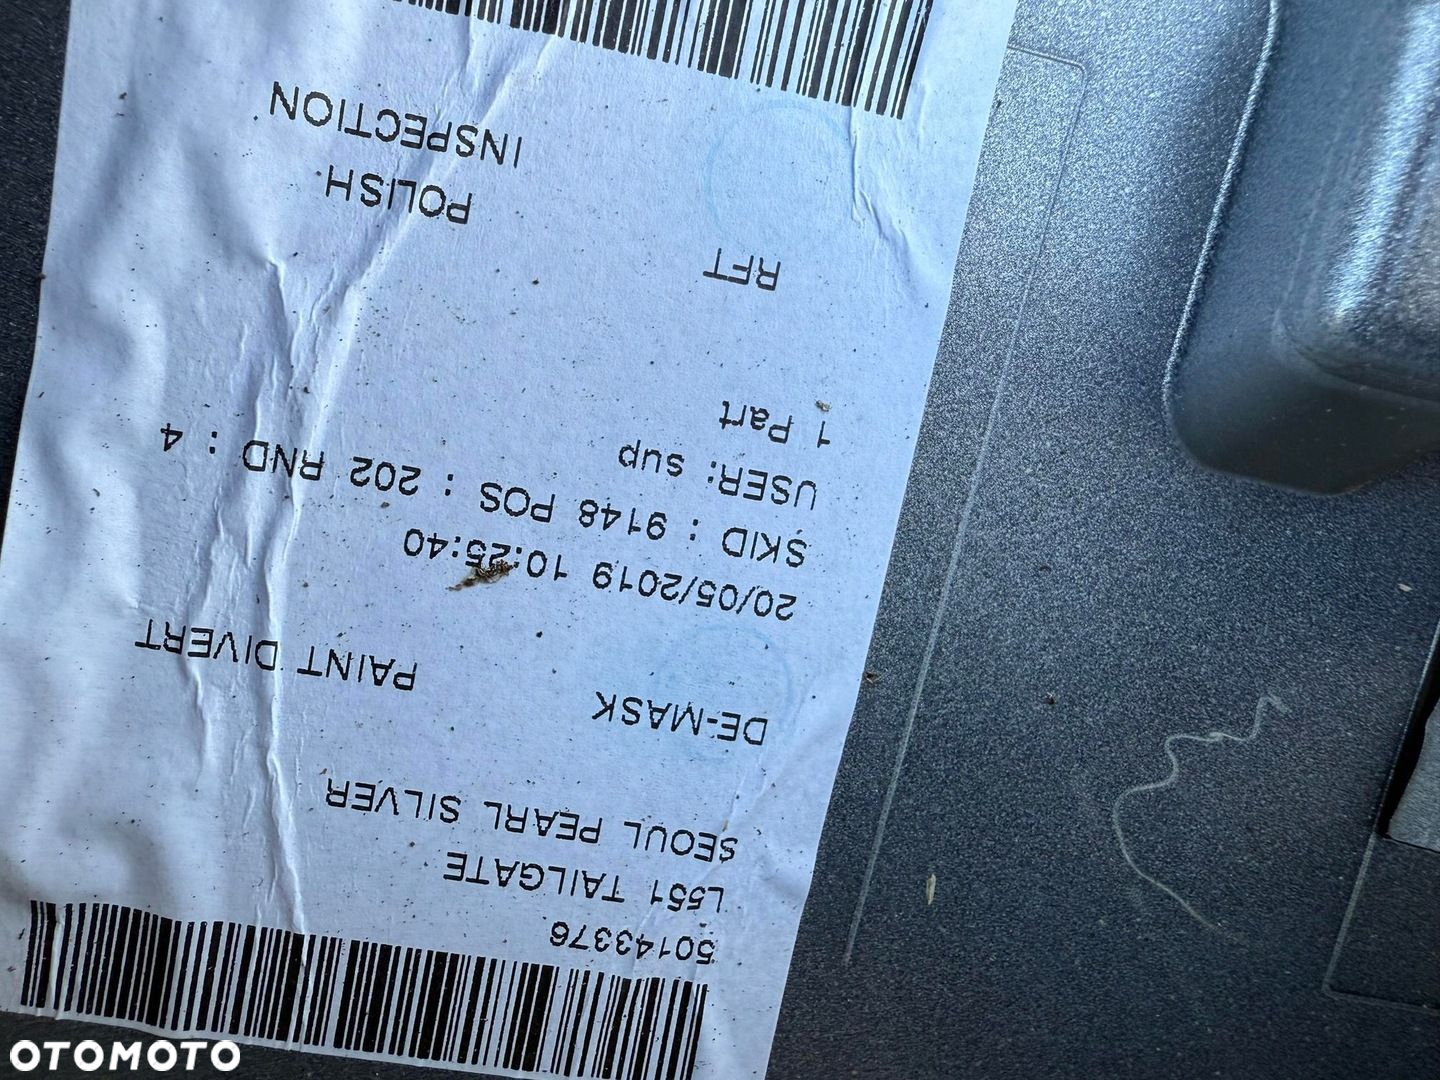 50143376
L551 TAILGATE
SEOUL PEARL SILVER
DE-MASK PAINT DIVERT
20/05/2019 10:25:40
SKID : 9148 POS : 202 RND : 4
USER: sup
1 Part
RFT POLISH
INSPECTION
OTOMOTO